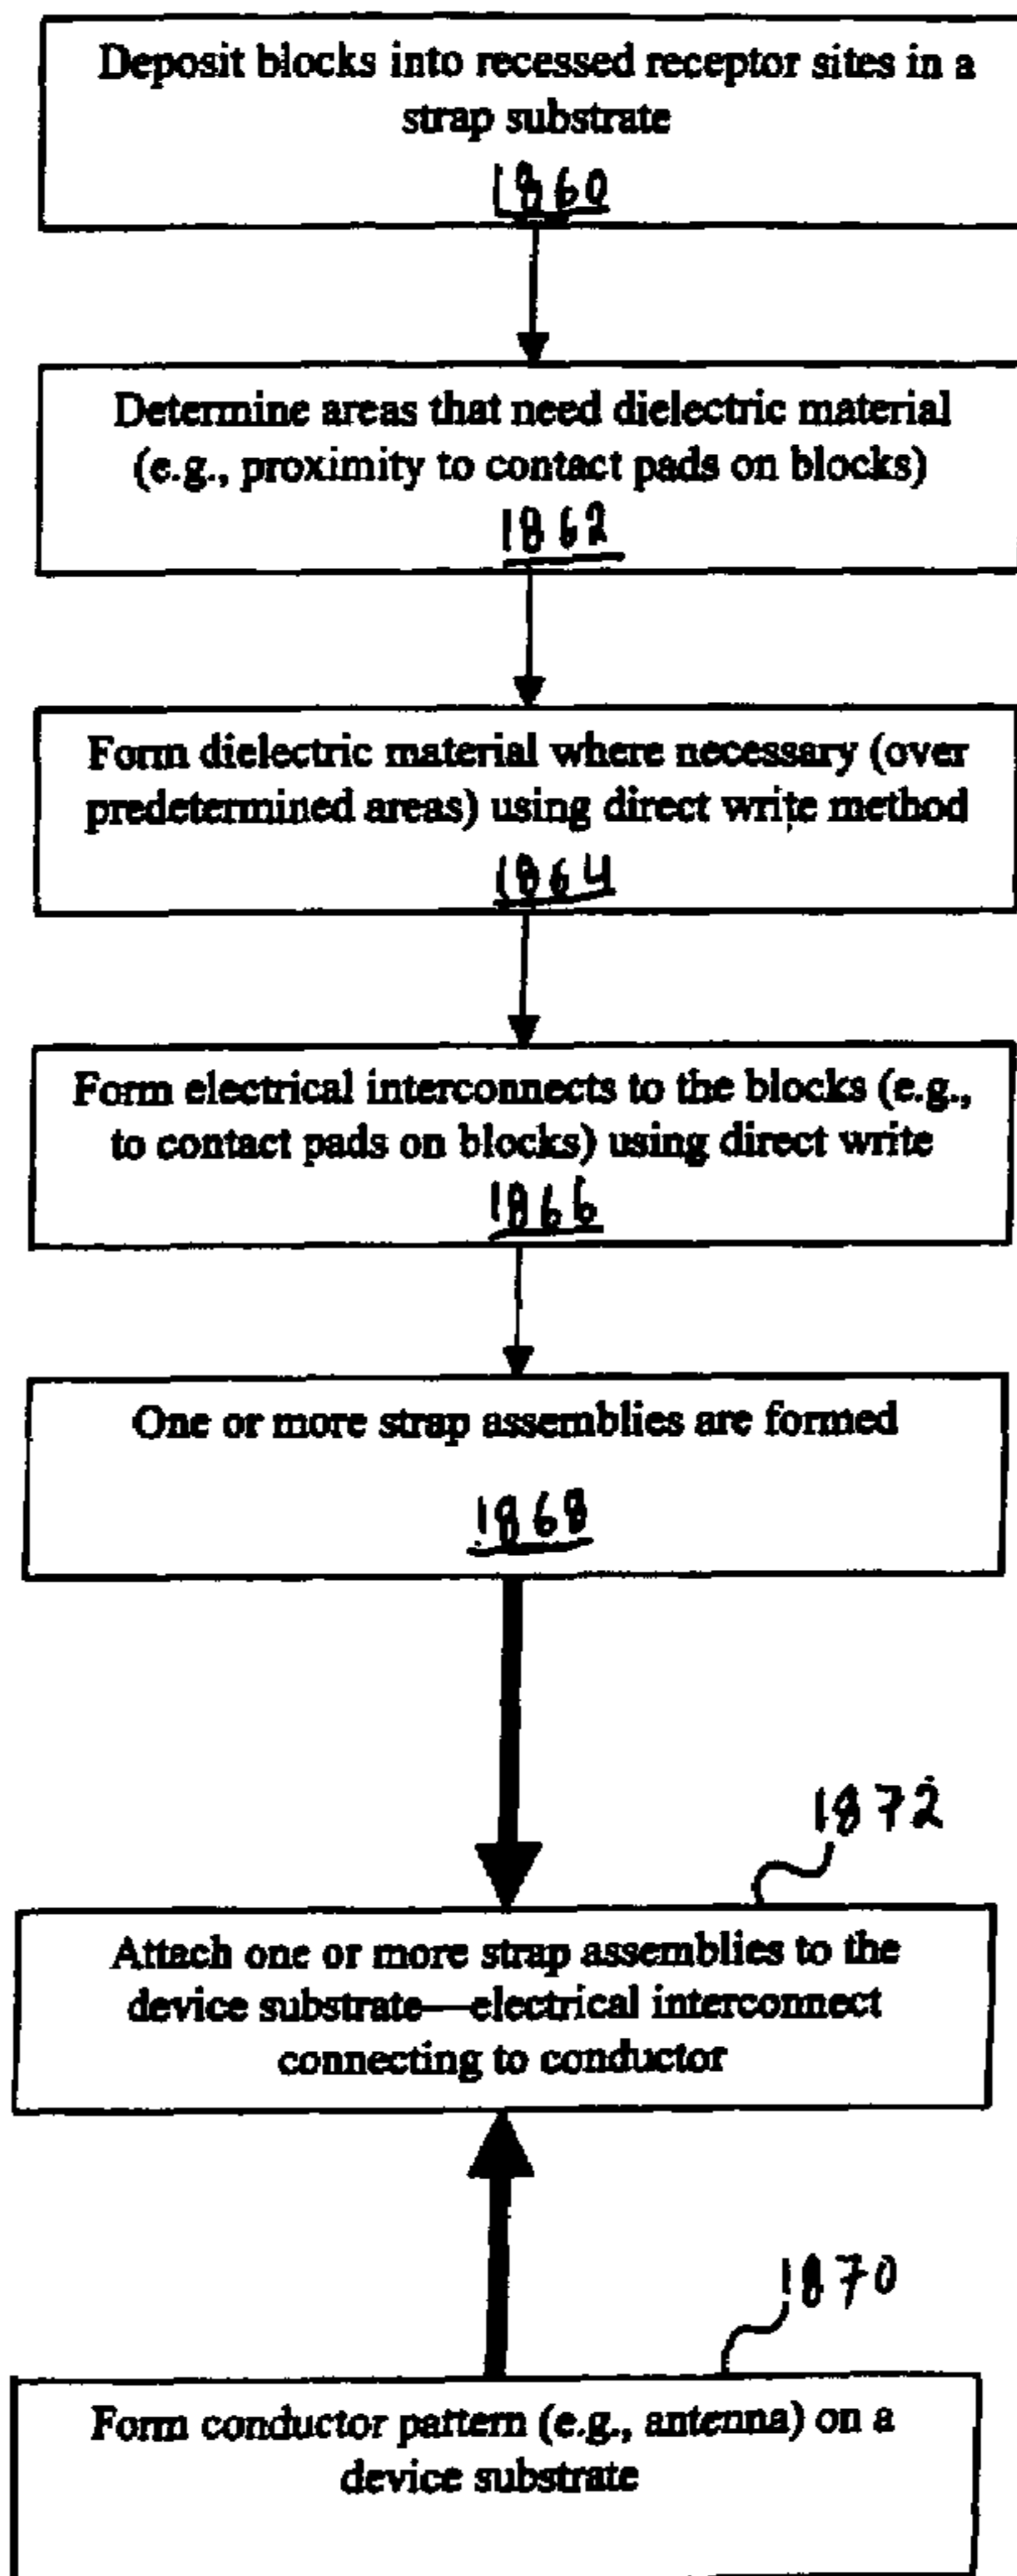 Deposit blocks into recessed receptor sites in a
strap substrate
1860
Determine areas that need dielectric material
(e.g., proximity to contact pads on blocks)
1862
Form dielectric material where necessary (over
predetermined areas) using direct write method
1864
Form electrical interconnects to the blocks (e.g.,
to contact pads on blocks) using direct write
1866
One or more strap assemblies are formed
1868
1872
Attach one or more strap assemblies to the
device substrate—electrical interconnect
connecting to conductor
1870
Form conductor pattern (e.g., antenna) on a
device substrate